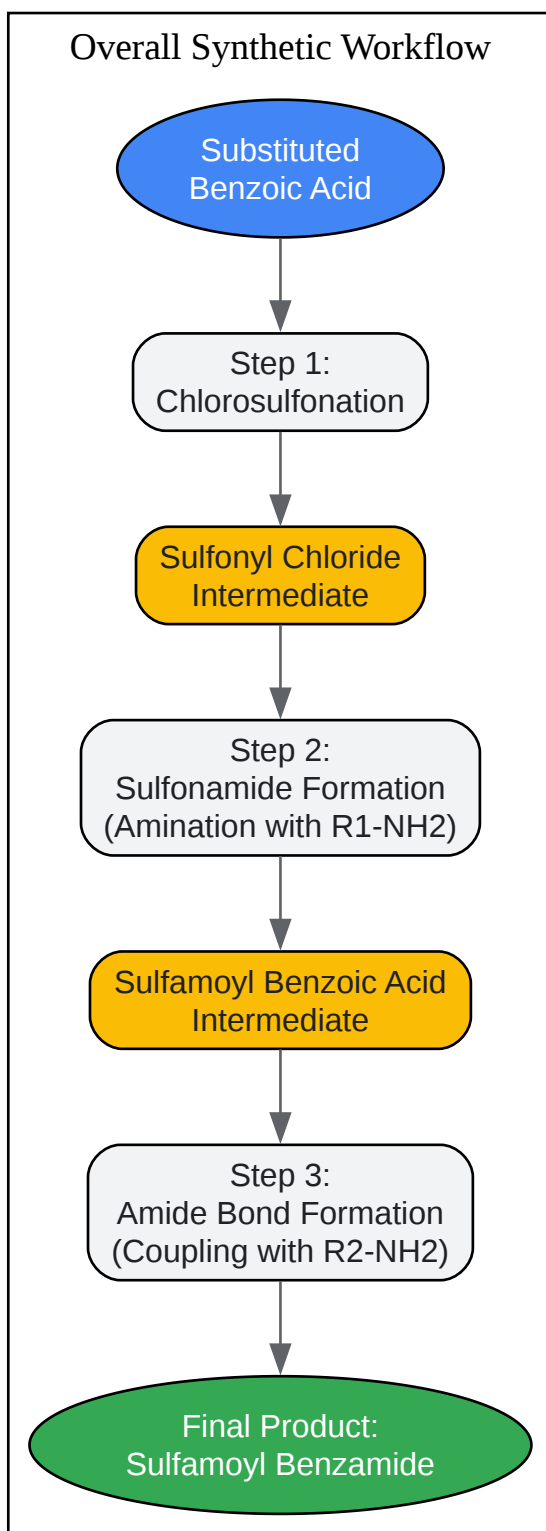 Overall Synthetic Workflow
Substituted
Benzoic Acid
Step 1:
Chlorosulfonation
Sulfonyl Chloride
Intermediate
Step 2:
Sulfonamide Formation
(Amination with R1-NH2)
Sulfamoyl Benzoic Acid
Intermediate
Step 3:
Amide Bond Formation
(Coupling with R2-NH2)
Final Product:
Sulfamoyl Benzamide